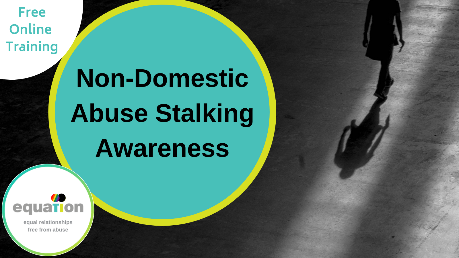 Free
Online
Training
Non-Domestic
Abuse Stalking
Awareness
equation
equal relationships
free from abuse